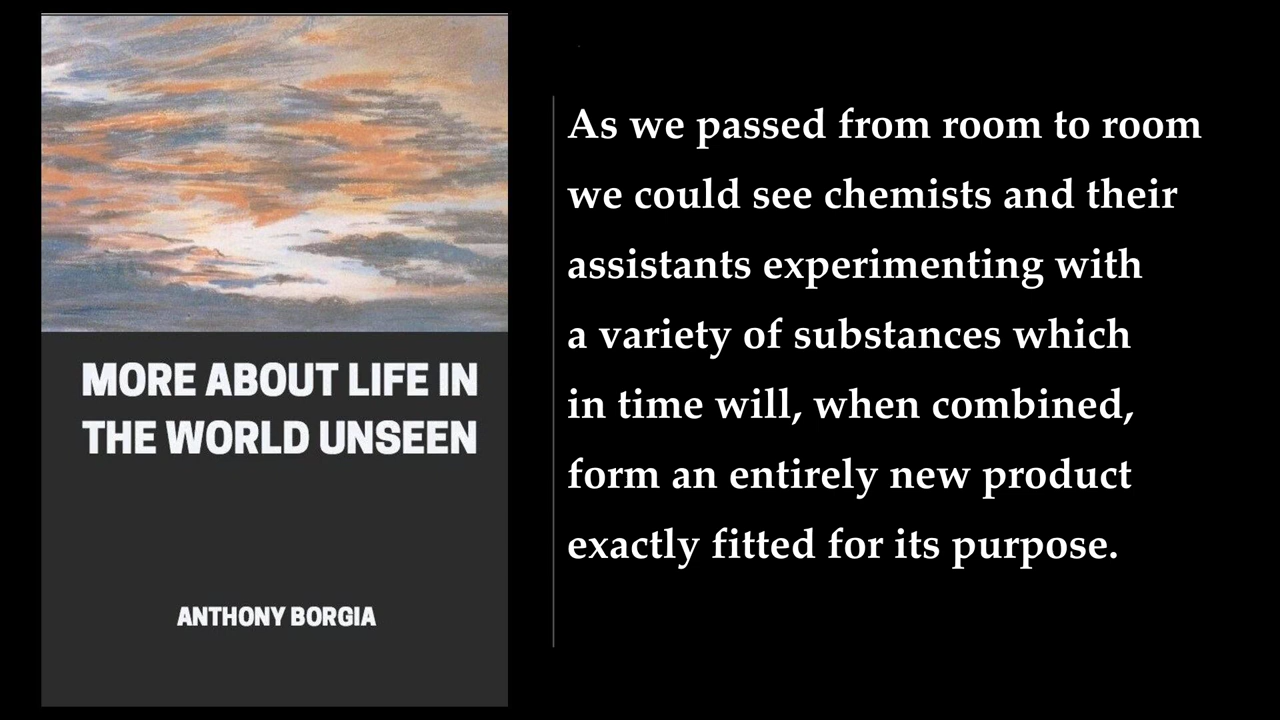 MORE ABOUT LIFE IN
THE WORLD UNSEEN
ANTHONY BORGIA
As we passed from room to room
we could see chemists and their
assistants experimenting with
a variety of substances which
in time will, when combined,
form an entirely new product
exactly fitted for its purpose.